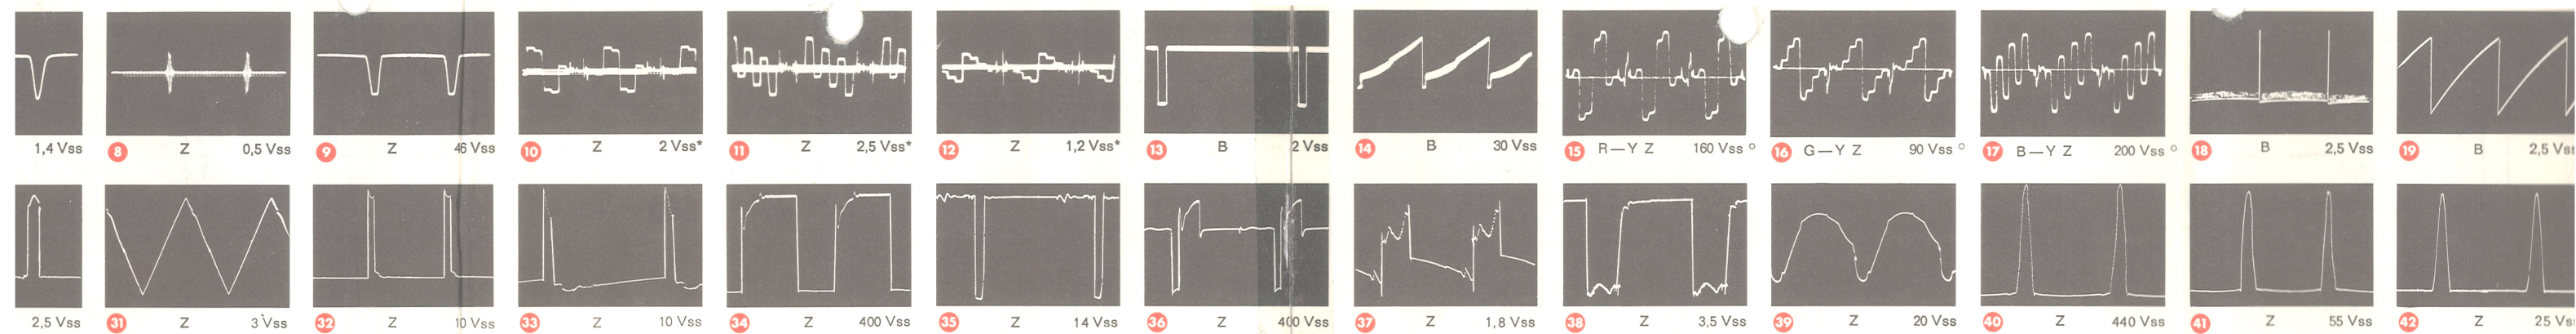 1,4 Vss 8 Z 0,5 Vss 9 Z 46 Vss 10 Z 2 Vss* 11 Z 2,5 Vss* 12 Z 1,2 Vss* 13 B 2 Vss 14 B 30 Vss 15 R—Y Z 160 Vss ° 16 G—Y Z 90 Vss ° 17 B—Y Z 200 Vss ° 18 B 2,5 Vss 19 B 2,5 Vss
2,5 Vss 31 Z 3 Vss 32 Z 10 Vss 33 Z 10 Vss 34 Z 400 Vss 35 Z 14 Vss 36 Z 400 Vss 37 Z 1,8 Vss 38 Z 3,5 Vss 39 Z 20 Vss 40 Z 440 Vss 41 Z 55 Vss 42 Z 25 Vs